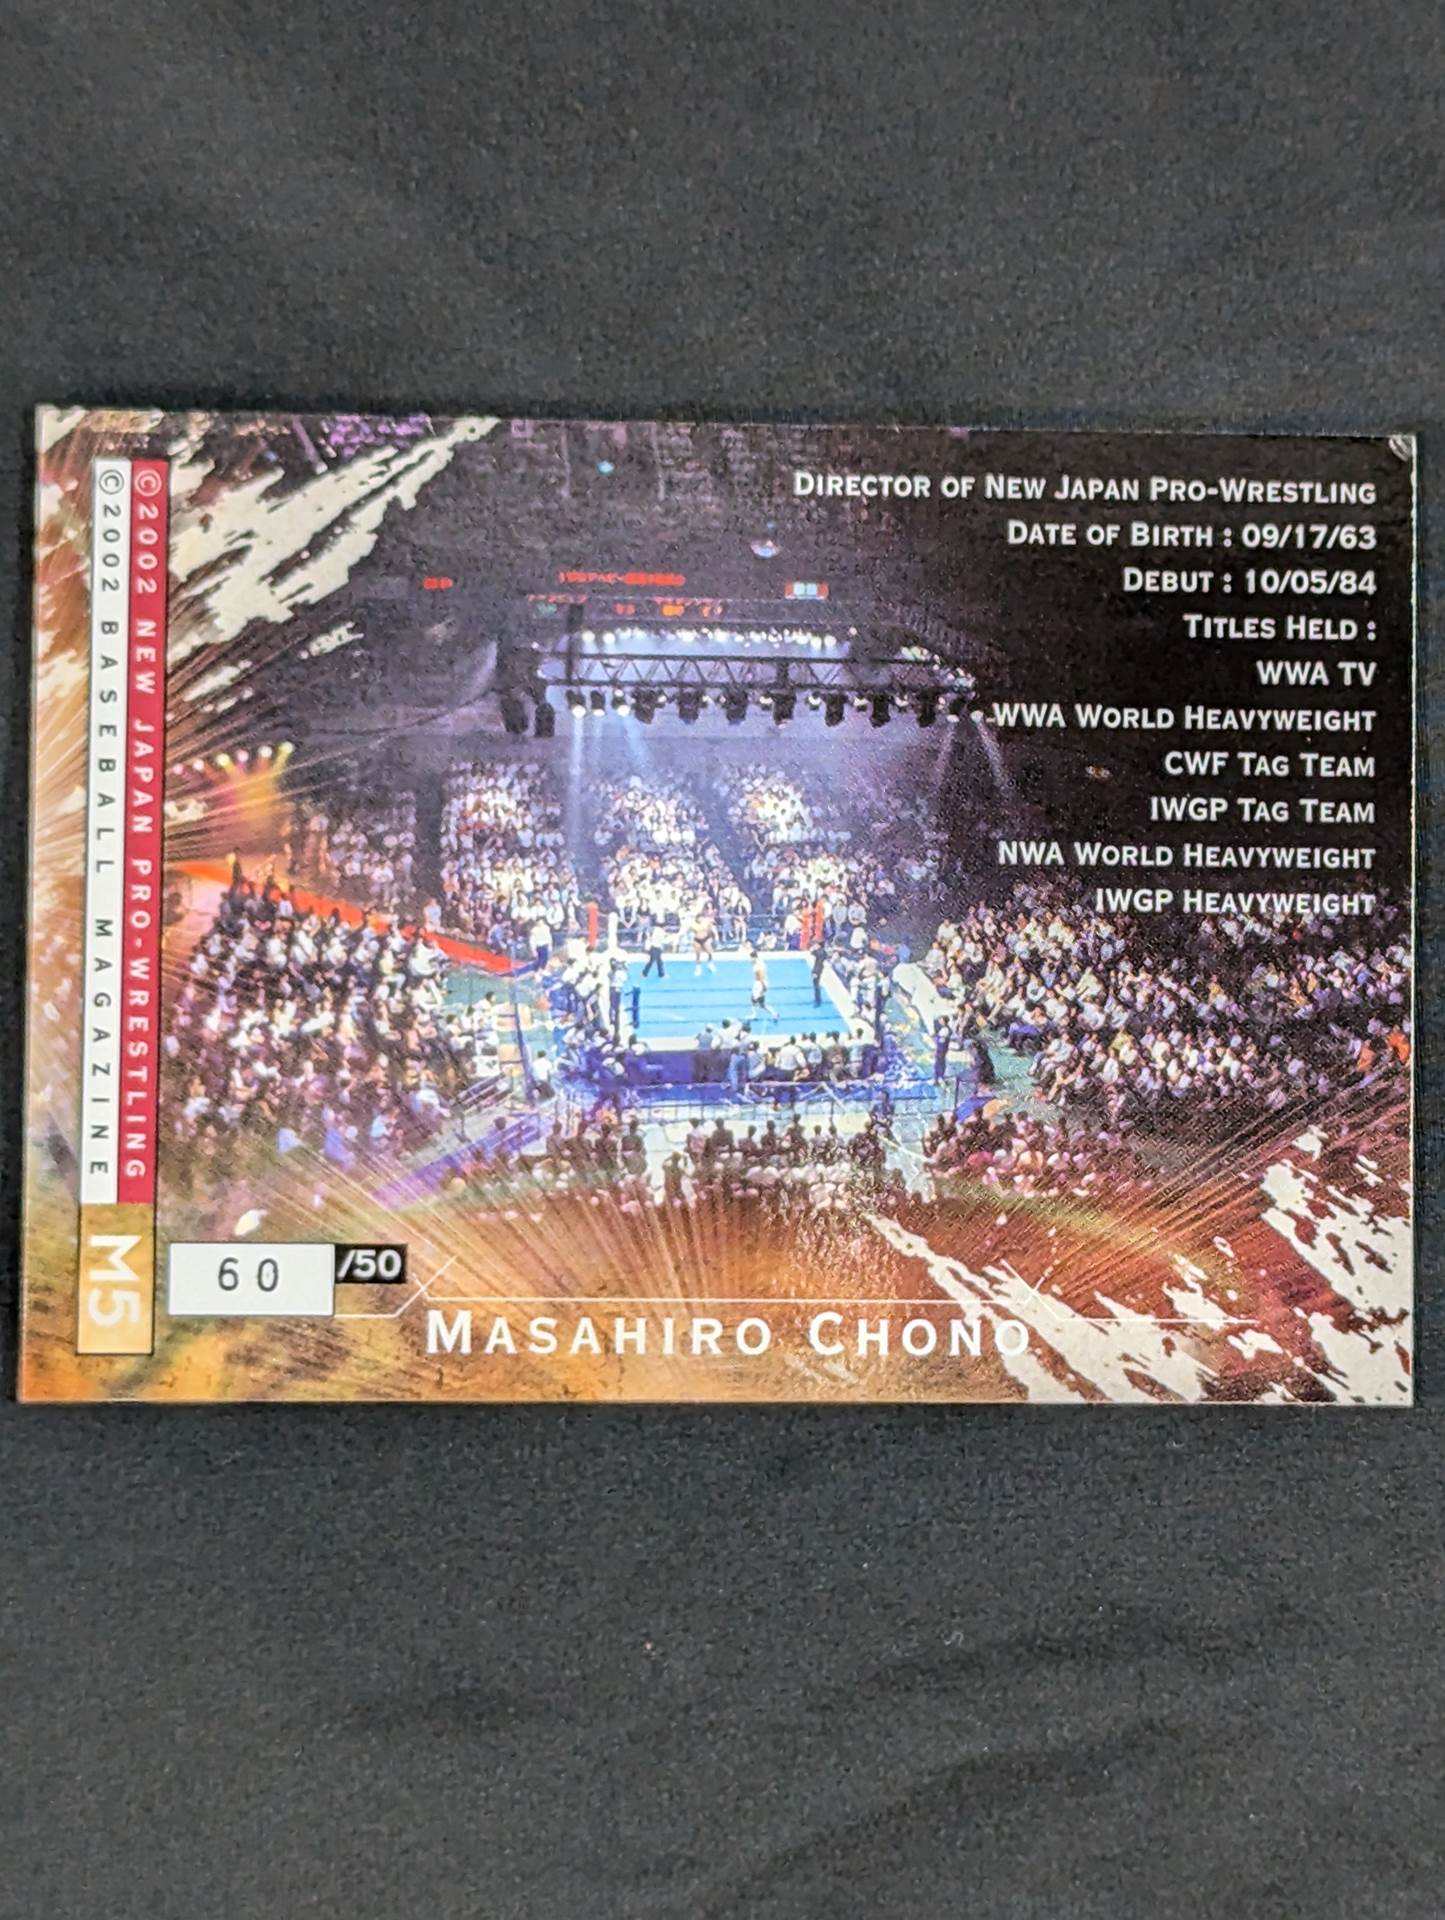 DIRECTOR OF NEW JAPAN PRO-WRESTLING
DATE OF BIRTH : 09/17/63
DEBUT : 10/05/84
TITLES HELD :
WWA TV
WWA WORLD HEAVYWEIGHT
CWF TAG TEAM
IWGP TAG TEAM
NWA WORLD HEAVYWEIGHT
IWGP HEAVYWEIGHT
©2002 NEW JAPAN PRO-WRESTLING
©2002 BASEBALL MAGAZINE
M5
60 /50
MASAHIRO CHONO